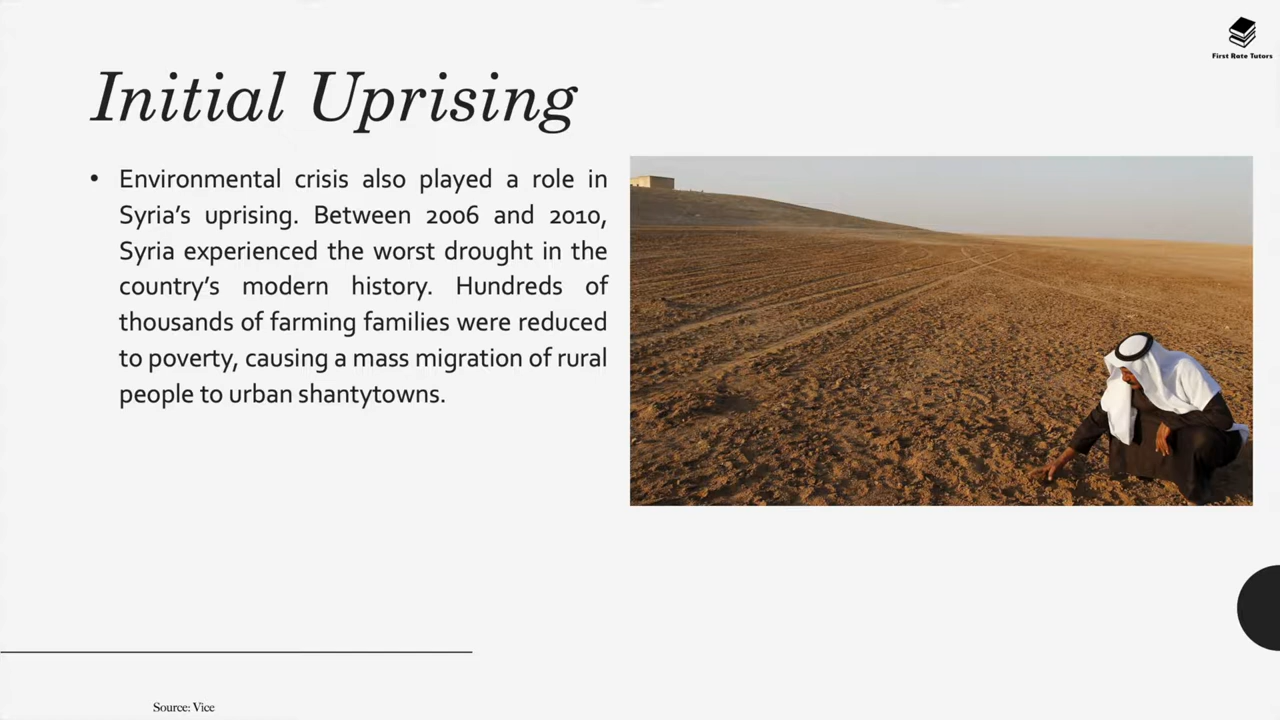 First Rate Tutors
Initial Uprising
• Environmental crisis also played a role in
Syria’s uprising. Between 2006 and 2010,
Syria experienced the worst drought in the
country’s modern history. Hundreds of
thousands of farming families were reduced
to poverty, causing a mass migration of rural
people to urban shantytowns.
Source: Vice